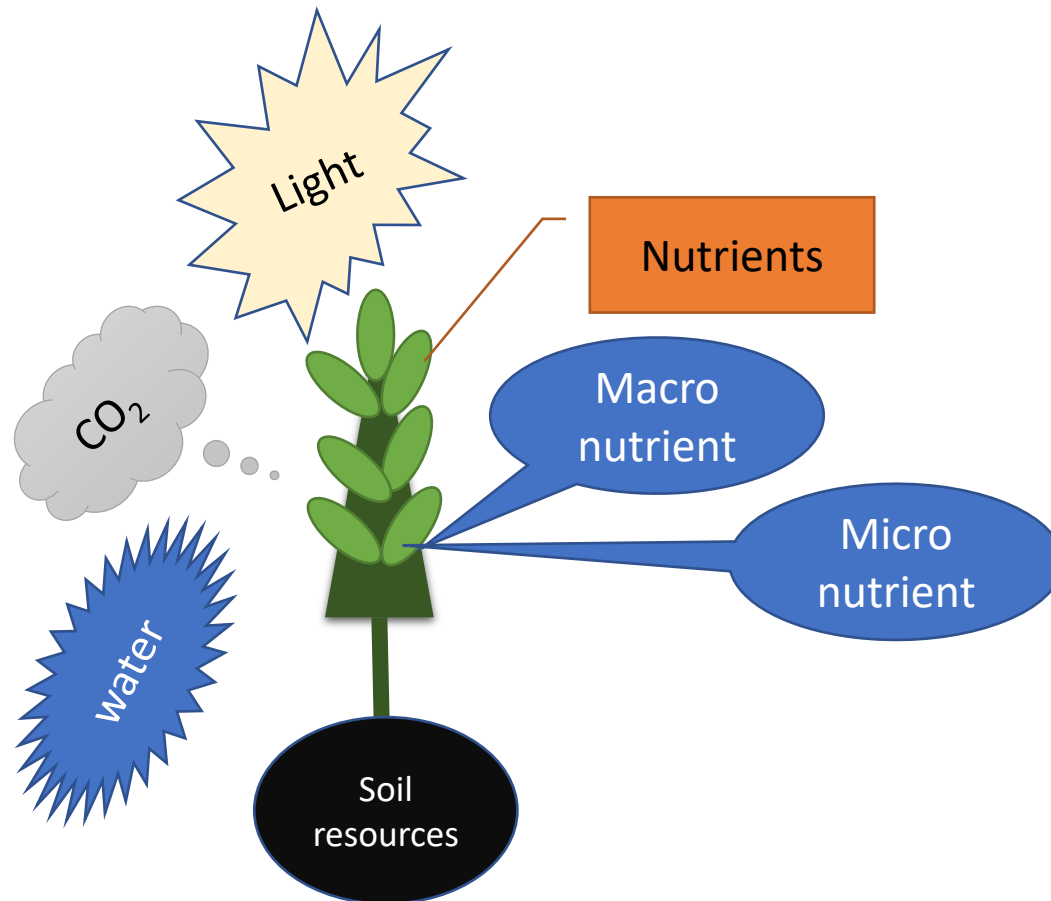 Light
Nutrients
Macro
nutrient
CO₂
Micro
nutrient
water
Soil
resources